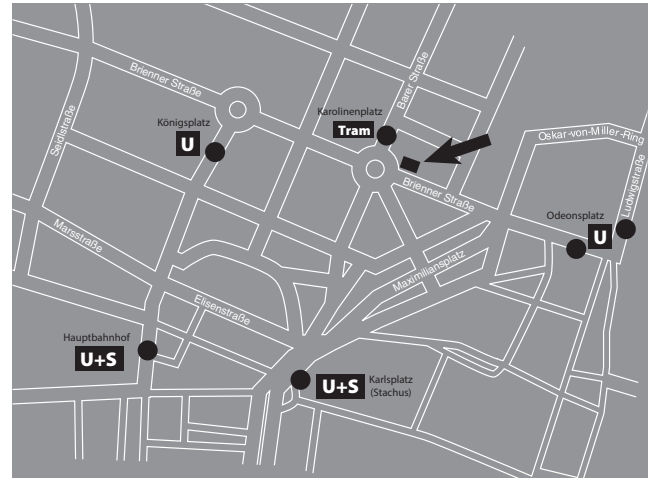 Brienner Straße
Barer Straße
Karolinenplatz
Tram
Königsplatz
U
Seidlstraße
Oskar-von-Miller-Ring
Brienner Straße
Ludwigstraße
Odeonsplatz
U
Marsstraße
Maximiliansplatz
Elisenstraße
Hauptbahnhof
U+S
U+S
Karlsplatz
(Stachus)